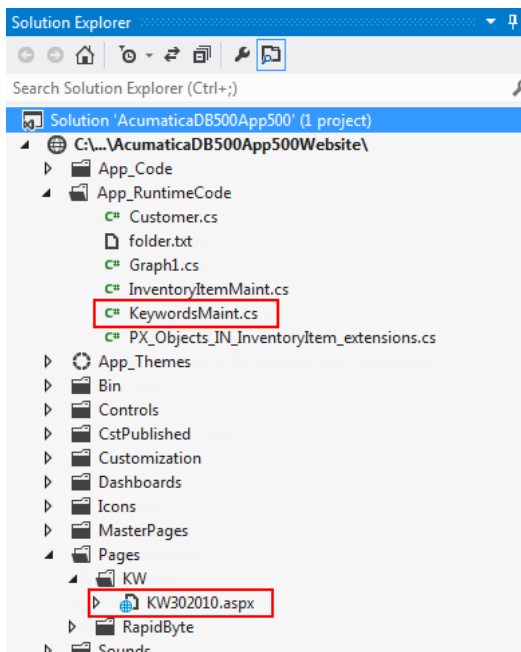 Solution Explorer
Search Solution Explorer (Ctrl+;)
Solution 'AcumaticaDB500App500' (1 project)
C:\...\AcumaticaDB500App500Website\
App_Code
App_RuntimeCode
C# Customer.cs
folder.txt
C# Graph1.cs
C# InventoryItemMaint.cs
C# KeywordsMaint.cs
C# PX_Objects_IN_InventoryItem_extensions.cs
App_Themes
Bin
Controls
CstPublished
Customization
Dashboards
Icons
MasterPages
Pages
KW
KW302010.aspx
RapidByte
Sounds